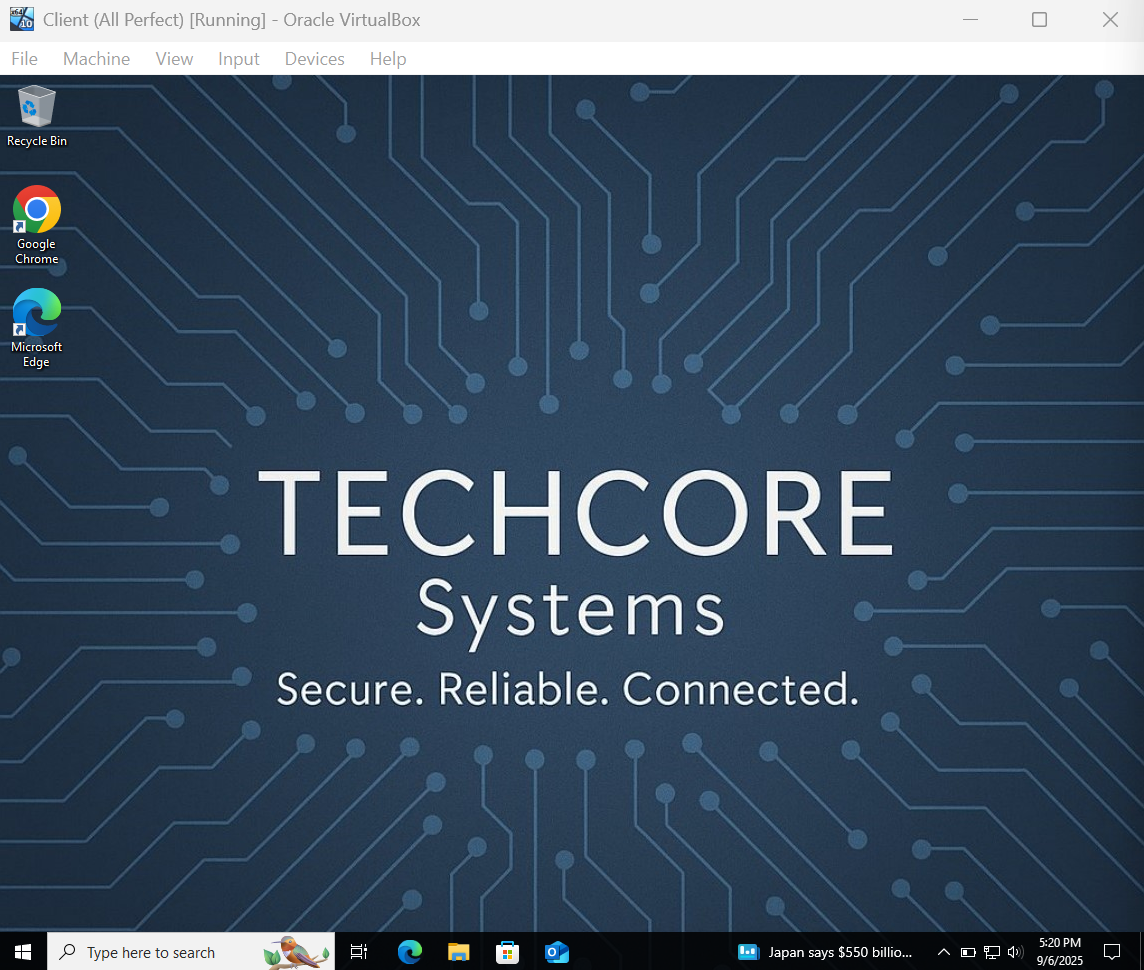 Client (All Perfect) [Running] - Oracle VirtualBox
File Machine View Input Devices Help
Recycle Bin
Google
Chrome
Microsoft
Edge
TECHCORE
Systems
Secure. Reliable. Connected.
Type here to search
Japan says $550 billio...
5:20 PM
9/6/2025